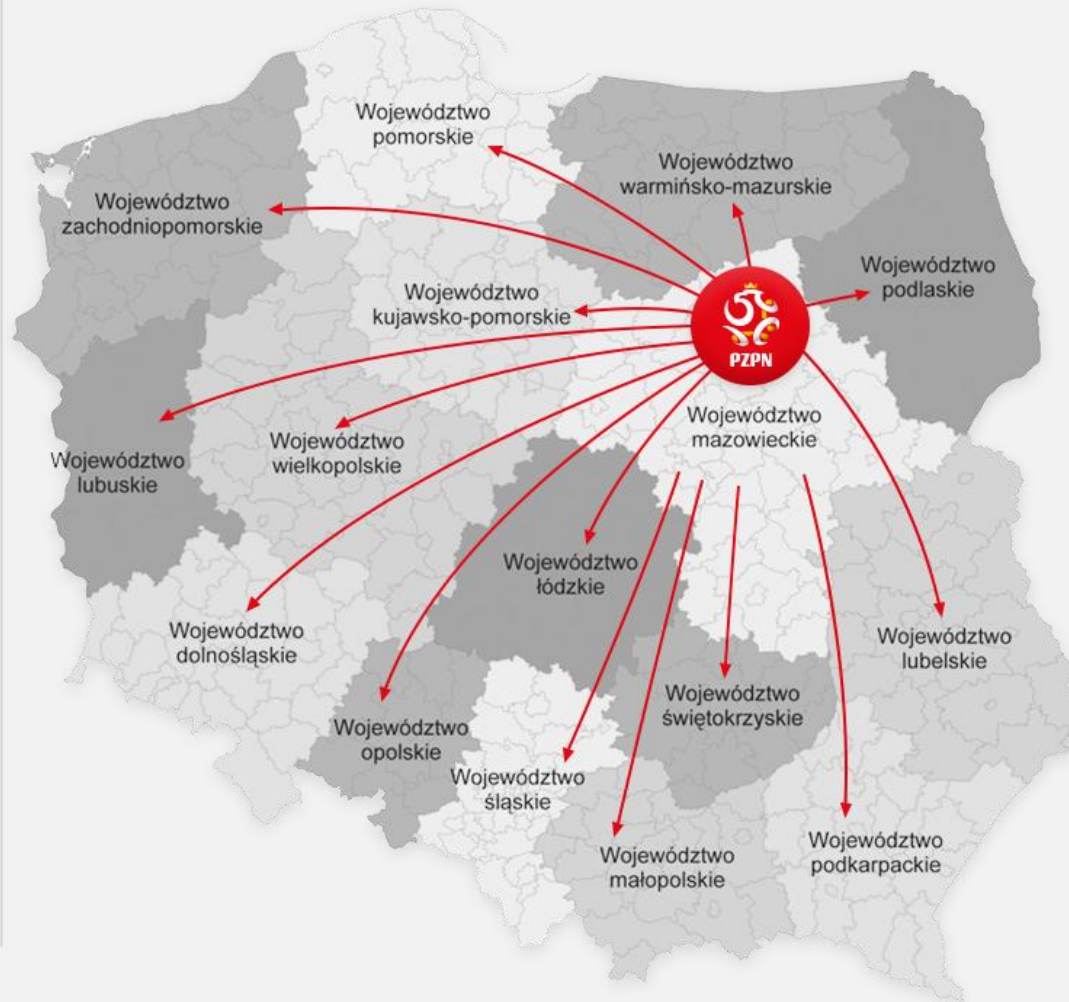 Województwo
pomorskie
Województwo
warmińsko-mazurskie
Województwo
zachodniopomorskie
Województwo
podlaskie
Województwo
kujawsko-pomorskie
PZPN
Województwo
mazowieckie
Województwo
wielkopolskie
Województwo
lubuskie
Województwo
łódzkie
Województwo
dolnośląskie
Województwo
lubelskie
Województwo
świętokrzyskie
Województwo
opolskie
Województwo
śląskie
Województwo
małopolskie
Województwo
podkarpackie